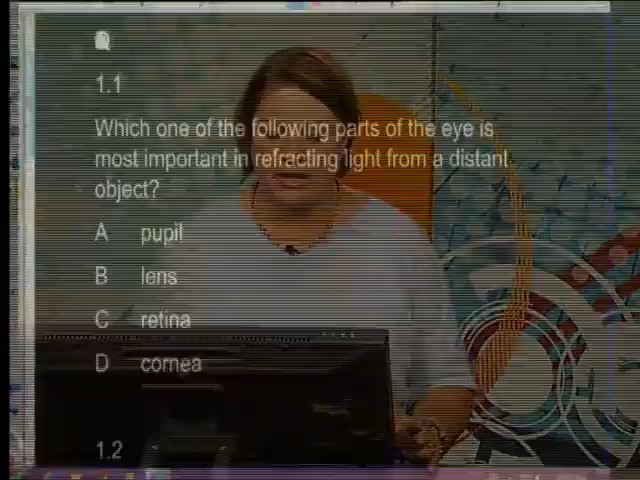 1.1
Which one of the following parts of the eye is
most important in refracting light from a distant
object?
A pupil
B lens
C retina
D cornea
1.2